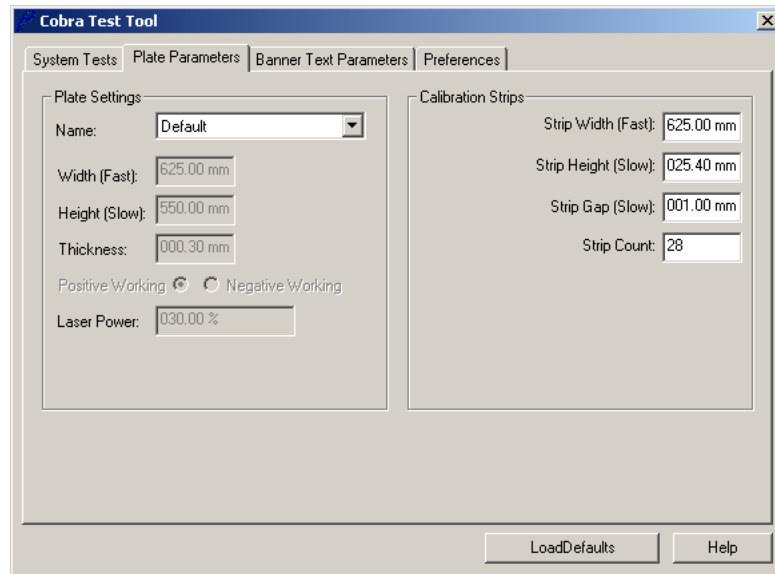 Cobra Test Tool
System Tests Plate Parameters Banner Text Parameters Preferences
Plate Settings
Name: Default
Width (Fast): 625.00 mm
Height (Slow): 550.00 mm
Thickness: 000.30 mm
Positive Working Negative Working
Laser Power: 030.00 %
Calibration Strips
Strip Width (Fast): 625.00 mm
Strip Height (Slow): 025.40 mm
Strip Gap (Slow): 001.00 mm
Strip Count: 28
LoadDefaults Help